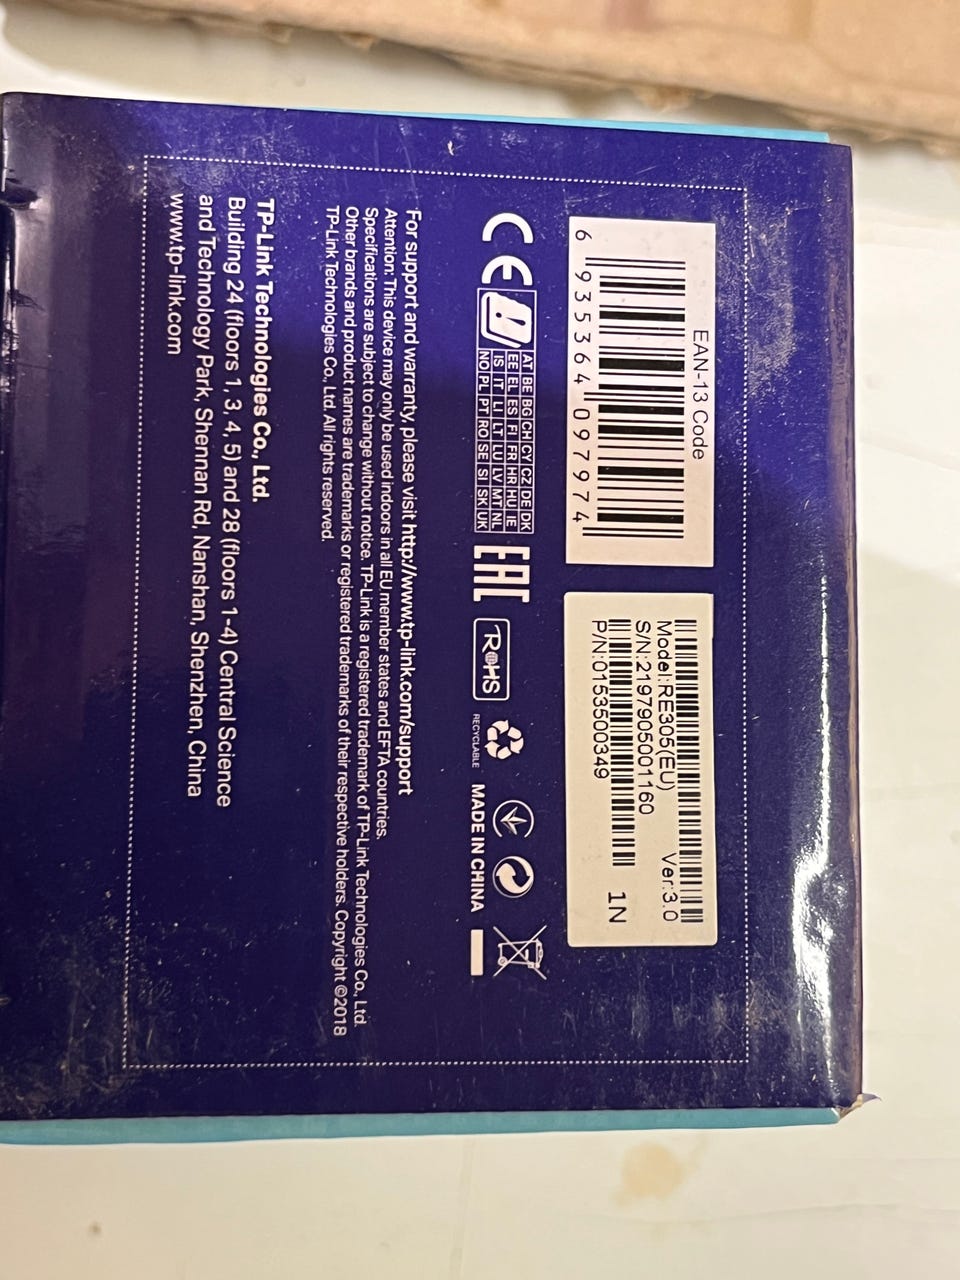 EAN-13 Code
6 935364 097974
Model:RE305(EU) Ver:3.0
S/N:2197905001160
P/N:0153500349 1N
CE
AT BE BG CH CY CZ DE DK
EE EL ES FI FR HR HU IE
IS IT LI LT LU LV MT NL
NO PL PT RO SE SI SK UK
EAC
RoHS
RECYCLABLE
MADE IN CHINA
For support and warranty, please visit http://www.tp-link.com/support
Attention: This device may only be used indoors in all EU member states and EFTA countries.
Specifications are subject to change without notice. TP-Link is a registered trademark of TP-Link Technologies Co., Ltd.
Other brands and product names are trademarks or registered trademarks of their respective holders. Copyright ©2018
TP-Link Technologies Co., Ltd. All rights reserved.
TP-Link Technologies Co., Ltd.
Building 24 (floors 1, 3, 4, 5) and 28 (floors 1-4) Central Science
and Technology Park, Shennan Rd, Nanshan, Shenzhen, China
www.tp-link.com